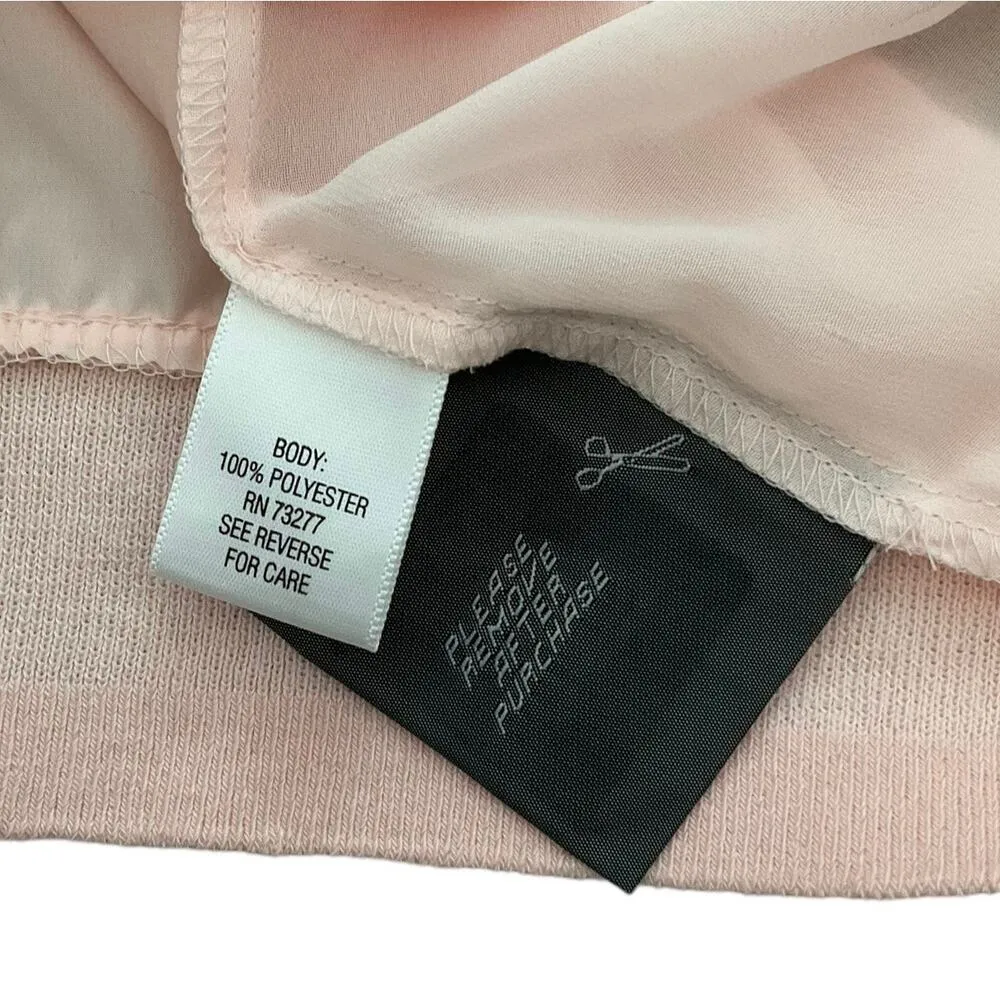 BODY:
100% POLYESTER
RN 73277
SEE REVERSE
FOR CARE
PLEASE
REMOVE
AFTER
PURCHASE